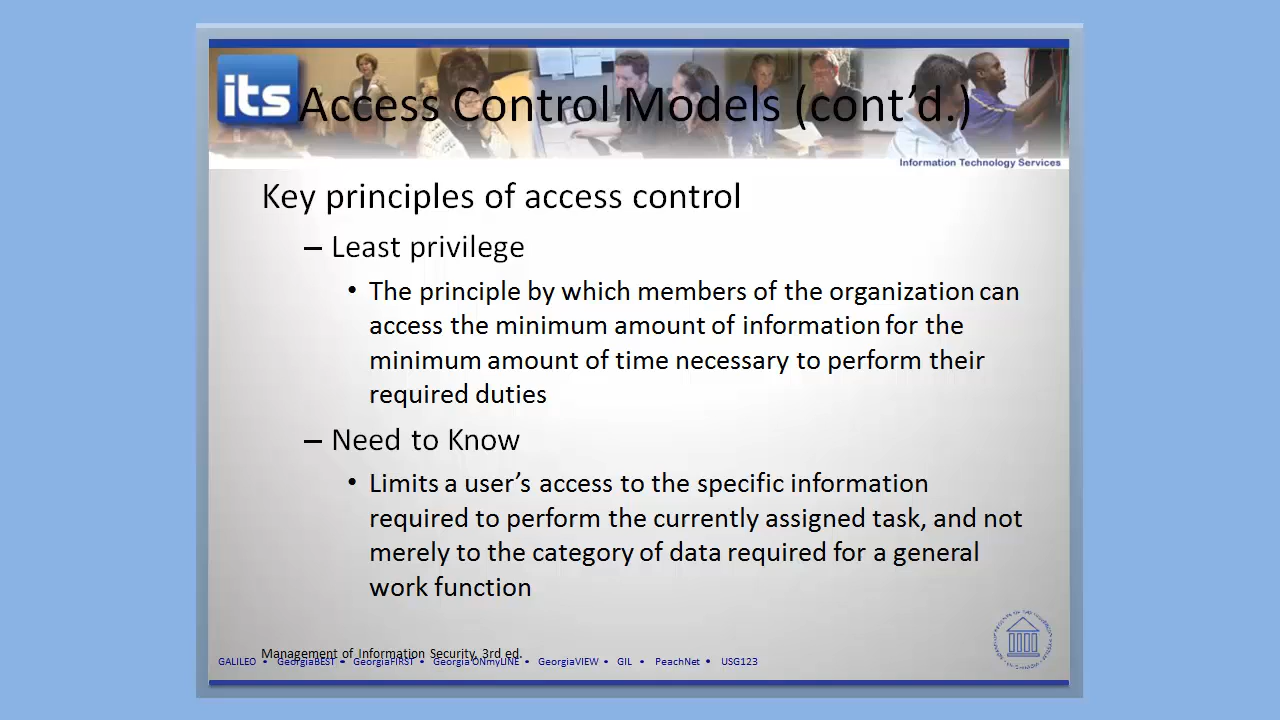 its
Access Control Models (cont’d.)
Information Technology Services
Key principles of access control
– Least privilege
• The principle by which members of the organization can
access the minimum amount of information for the
minimum amount of time necessary to perform their
required duties
– Need to Know
• Limits a user’s access to the specific information
required to perform the currently assigned task, and not
merely to the category of data required for a general
work function
Management of Information Security, 3rd ed.
GALILEO • GeorgiaBEST • GeorgiaFIRST • Georgia ONmyLINE • GeorgiaVIEW • GIL • PeachNet • USG123